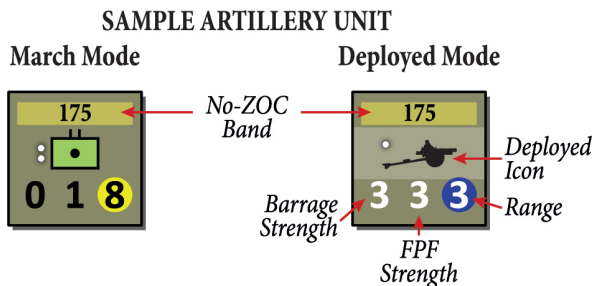 SAMPLE ARTILLERY UNIT
March Mode
Deployed Mode
175
No-ZOC
Band
175
Deployed
Icon
0 1 8
Barrage
Strength
3 3 3
Range
FPF
Strength